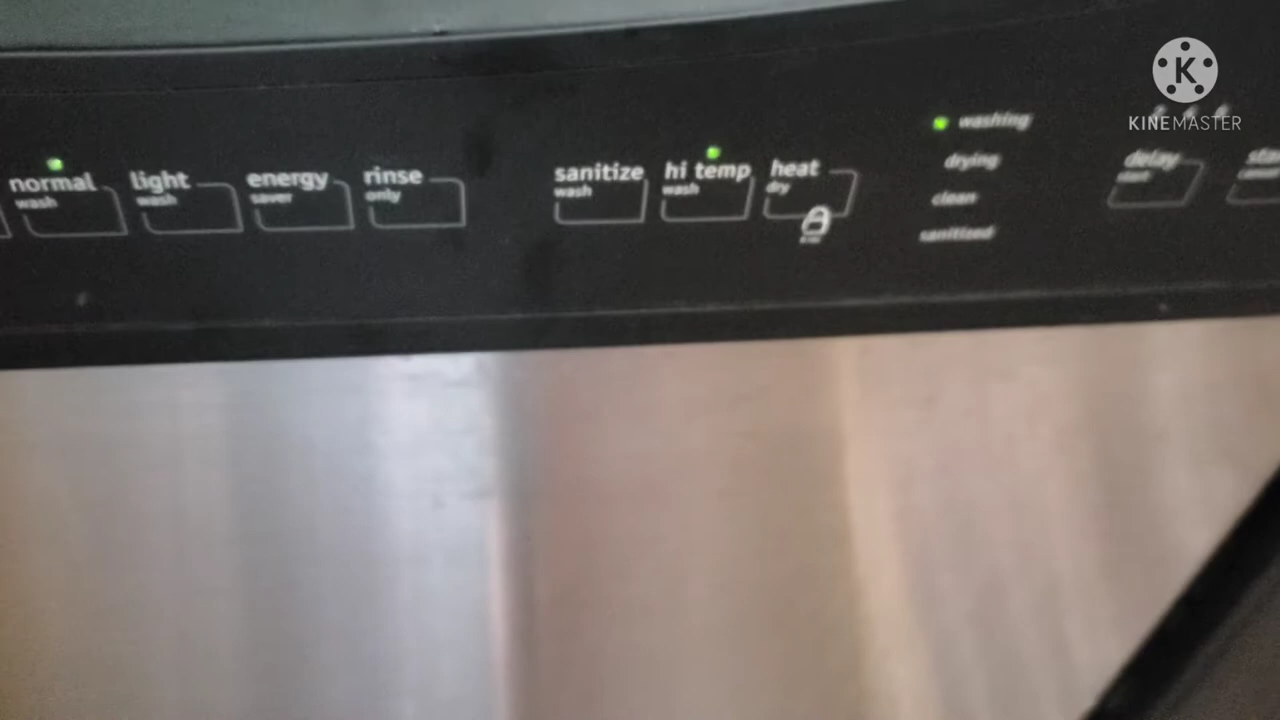 normal
wash
light
wash
energy
saver
rinse
only
sanitize
wash
hi temp
wash
heat
dry
washing
drying
clean
sanitized
delay
K
KINEMASTER